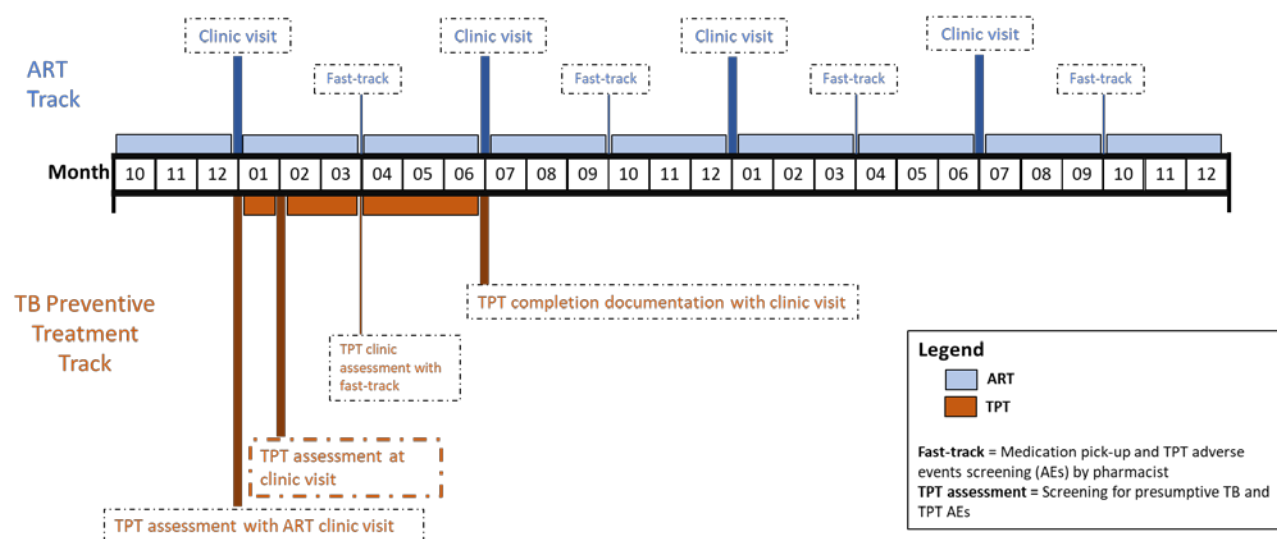 Clinic visit
Clinic visit
Clinic visit
Clinic visit
ART
Track
Fast-track
Fast-track
Fast-track
Fast-track
Month 10 11 12 01 02 03 04 05 06 07 08 09 10 11 12 01 02 03 04 05 06 07 08 09 10 11 12
TB Preventive
Treatment
Track
TPT completion documentation with clinic visit
TPT clinic
assessment with
fast-track
TPT assessment at
clinic visit
TPT assessment with ART clinic visit
Legend
ART
TPT
Fast-track = Medication pick-up and TPT adverse
events screening (AEs) by pharmacist
TPT assessment = Screening for presumptive TB and
TPT AEs